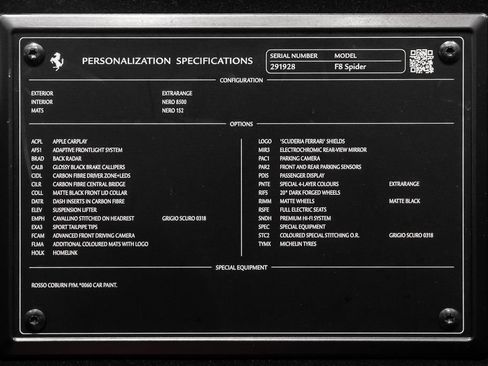 PERSONALIZATION SPECIFICATIONS
SERIAL NUMBER MODEL
291928 F8 Spider
CONFIGURATION
EXTERIOR EXTRARANGE
INTERIOR NERO 8500
MATS NERO 152
OPTIONS
ACPL APPLE CARPLAY
AFS1 ADAPTIVE FRONTLIGHT SYSTEM
BRAD BACK RADAR
CALB GLOSSY BLACK BRAKE CALLIPERS
CIDL CARBON FIBRE DRIVER ZONE+LEDS
CILR CARBON FIBRE CENTRAL BRIDGE
COLL MATTE BLACK FRONT LID COLLAR
DATR DASH INSERTS IN CARBON FIBRE
ELEV SUSPENSION LIFTER
EMPH CAVALLINO STITCHED ON HEADREST GRIGIO SCURO 0318
EXA3 SPORT TAILPIPE TIPS
FCAM ADVANCED FRONT DRIVING CAMERA
FLMA ADDITIONAL COLOURED MATS WITH LOGO
HOLK HOMELINK
LOGO 'SCUDERIA FERRARI' SHIELDS
MIR3 ELECTROCHROMIC REAR-VIEW MIRROR
PAC1 PARKING CAMERA
PAR2 FRONT AND REAR PARKING SENSORS
PDIS PASSENGER DISPLAY
PNTE SPECIAL 4-LAYER COLOURS EXTRARANGE
RIF5 20" DARK FORGED WHEELS
RIMM MATTE WHEELS MATTE BLACK
RSFE FULL ELECTRIC SEATS
SNDH PREMIUM HI-FI SYSTEM
SPEC SPECIAL EQUIPMENT
STC2 COLOURED SPECIAL STITCHING O.R. GRIGIO SCURO 0318
TYMX MICHELIN TYRES
SPECIAL EQUIPMENT
ROSSO COBURN FYM.*0060 CAR PAINT.